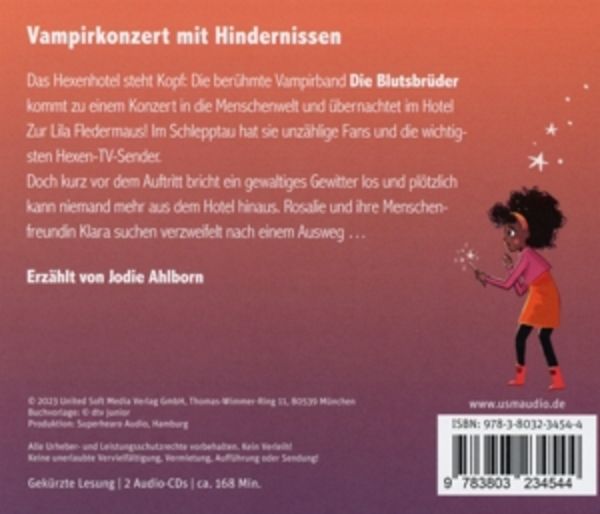 Vampirkonzert mit Hindernissen
Das Hexenhotel steht Kopf: Die berühmte Vampirband Die Blutsbrüder
kommt zu einem Konzert in die Menschenwelt und übernachtet im Hotel
Zur Lila Fledermaus! Im Schlepptau hat sie unzählige Fans und die wichtig-
sten Hexen-TV-Sender.
Doch kurz vor dem Auftritt bricht ein gewaltiges Gewitter los und plötzlich
kann niemand mehr aus dem Hotel hinaus. Rosalie und ihre Menschen-
freundin Klara suchen verzweifelt nach einem Ausweg ...
Erzählt von Jodie Ahlborn
© 2023 United Soft Media Verlag GmbH, Thomas-Wimmer-Ring 11, 80539 München
Buchvorlage: © dtv junior
Produktion: Superhearo Audio, Hamburg
Alle Urheber- und Leistungsschutzrechte vorbehalten. Kein Verleih!
Keine unerlaubte Vervielfältigung, Vermietung, Aufführung oder Sendung!
Gekürzte Lesung | 2 Audio-CDs | ca. 168 Min.
www.usmaudio.de
ISBN: 978-3-8032-3454-4
9 783803 234544